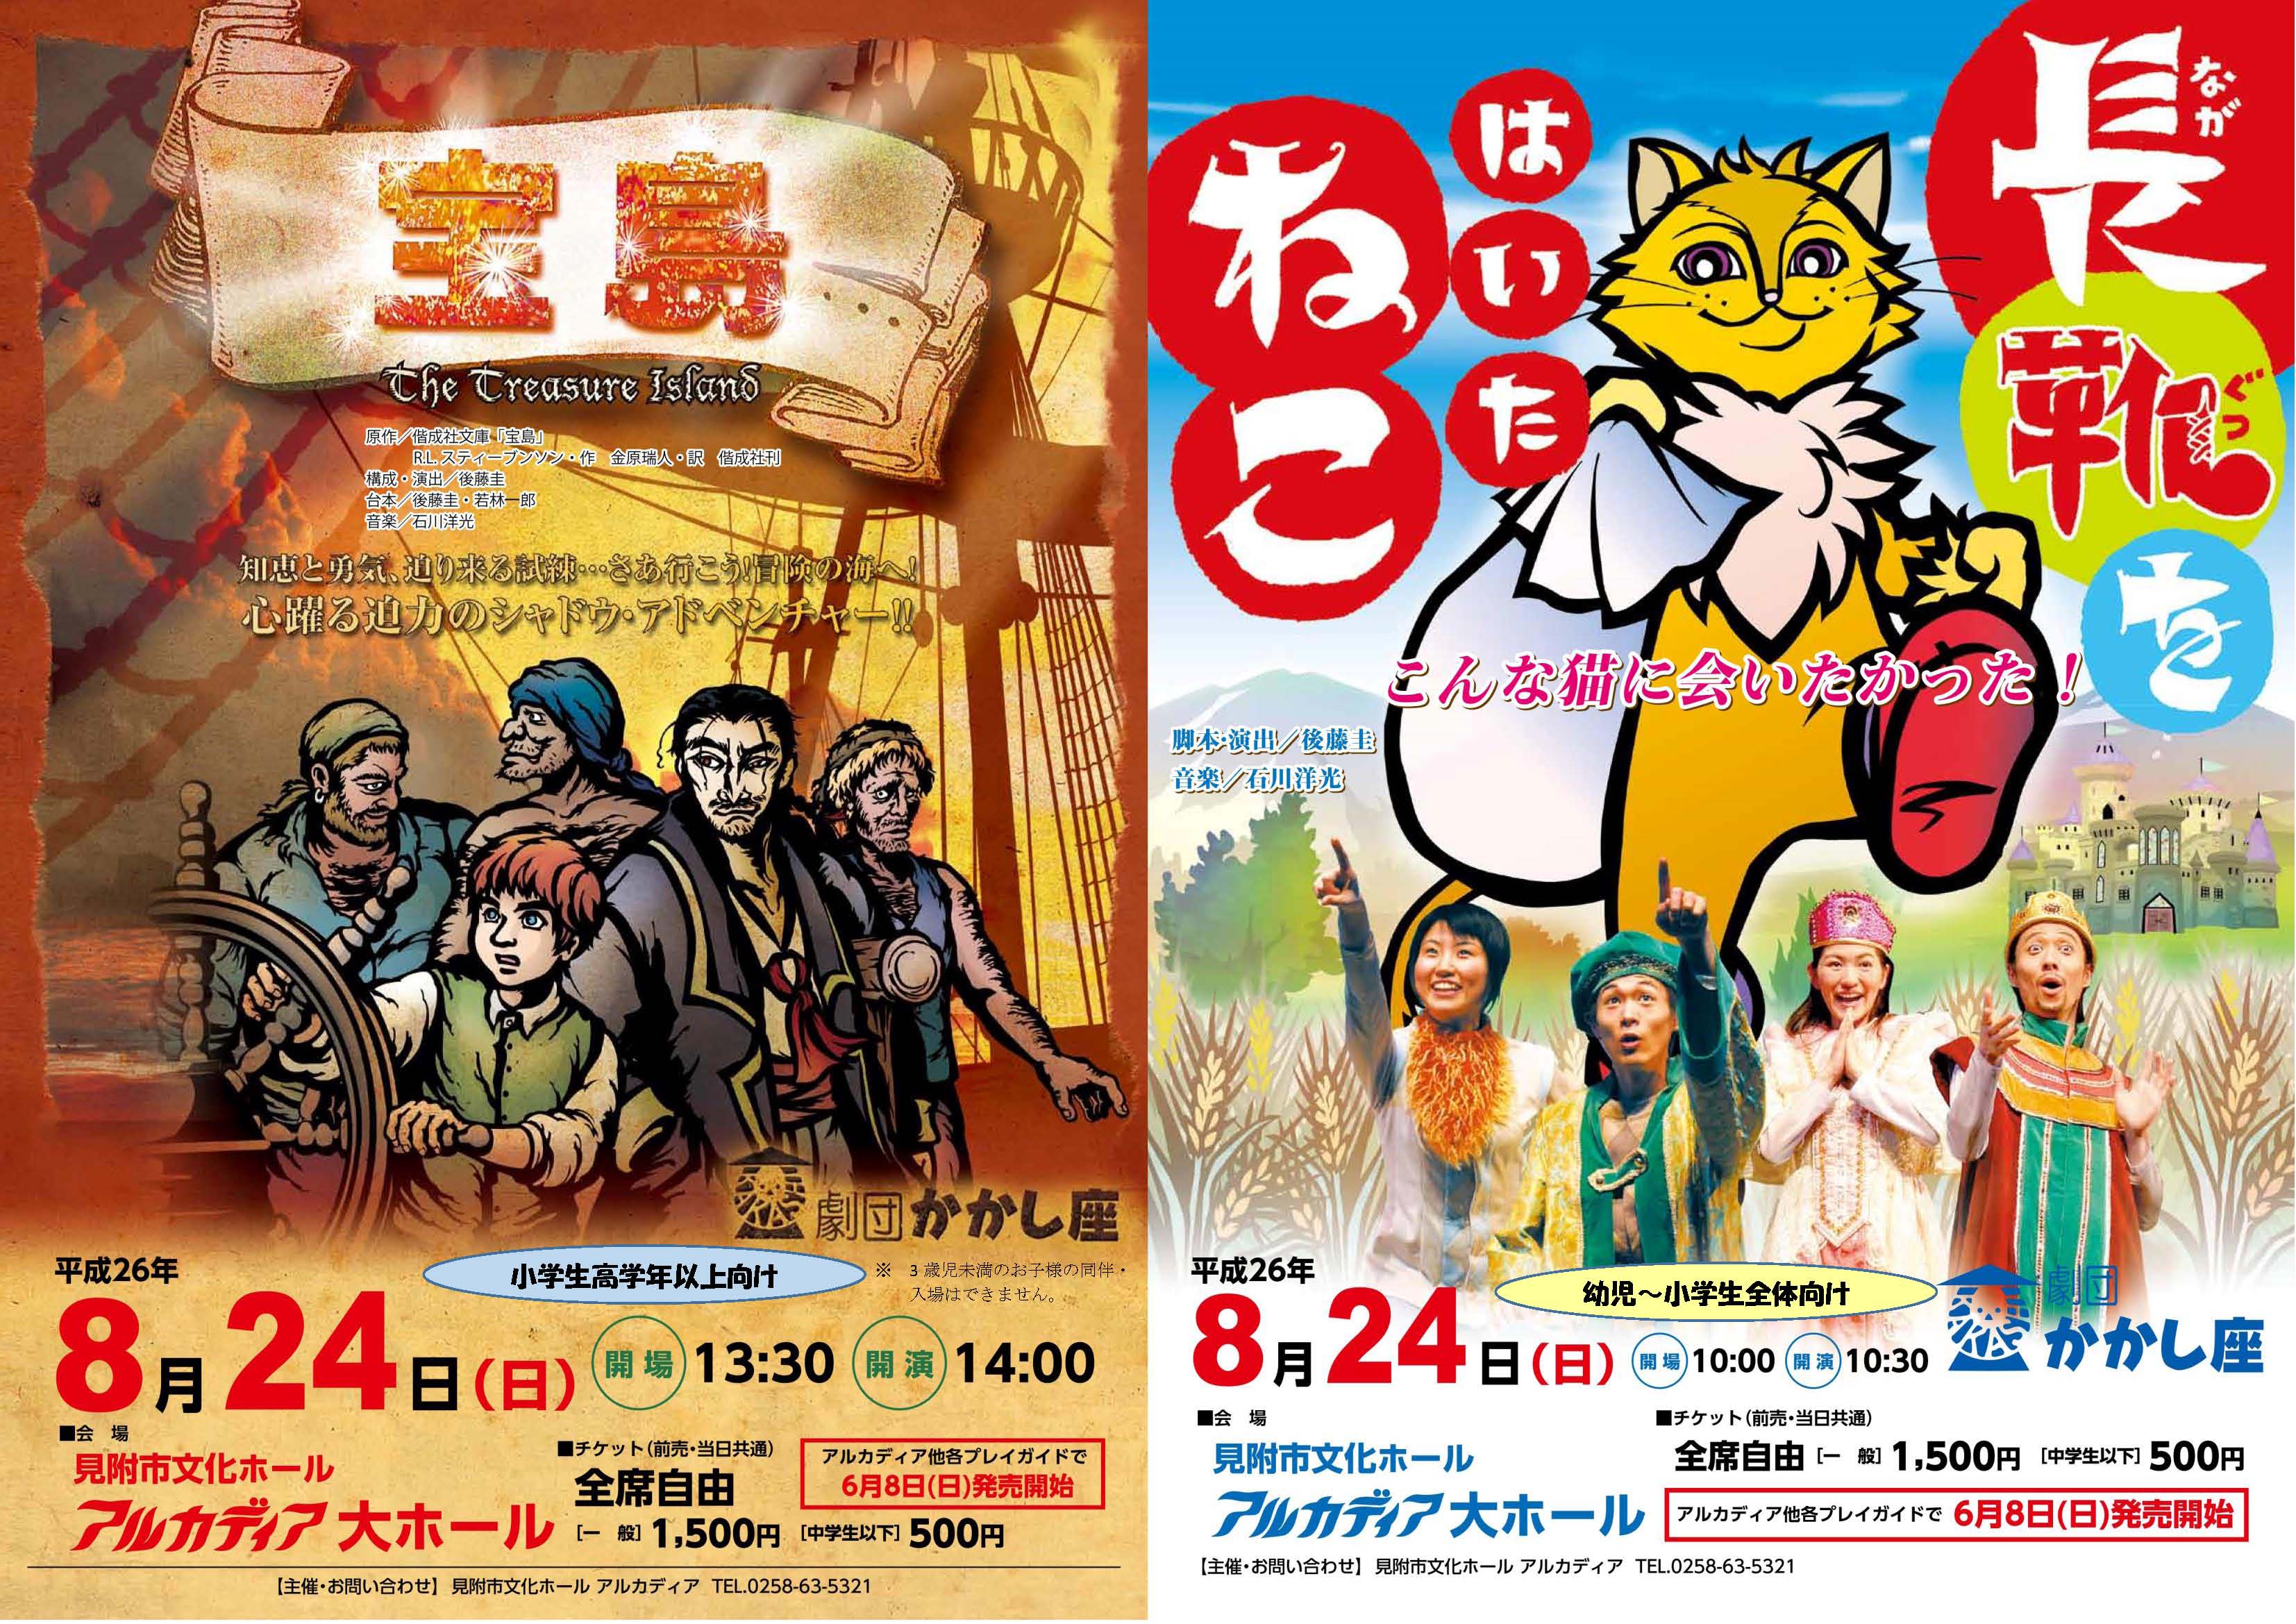 宝島
The Treasure Island
原作／偕成社文庫「宝島」
R.L.スティーブンソン・作　金原瑞人・訳　偕成社刊
構成・演出／後藤圭
台本／後藤圭・若林一郎
音楽／石川洋光
知恵と勇気、迫り来る試練…さあ行こう!冒険の海へ!
心躍る迫力のシャドウ・アドベンチャー!!
劇団かかし座
平成26年
小学生高学年以上向け
※　3歳児未満のお子様の同伴・
入場はできません。
8月24日(日) 開場 13:30 開演 14:00
■会　場
見附市文化ホール
アルカディア 大ホール
■チケット(前売・当日共通)
全席自由
[一　般] 1,500円 [中学生以下] 500円
アルカディア他各プレイガイドで
6月8日(日)発売開始
【主催・お問い合わせ】 見附市文化ホール アルカディア TEL.0258-63-5321
長靴を
なが
ぐつ
はいた
ねこ
こんな猫に会いたかった！
脚本・演出／後藤圭
音楽／石川洋光
平成26年
幼児～小学生全体向け
劇団
かかし座
8月24日(日) 開場 10:00 開演 10:30
■会　場
見附市文化ホール
アルカディア 大ホール
■チケット(前売・当日共通)
全席自由 [一　般] 1,500円 [中学生以下] 500円
アルカディア他各プレイガイドで 6月8日(日)発売開始
【主催・お問い合わせ】 見附市文化ホール アルカディア TEL.0258-63-5321